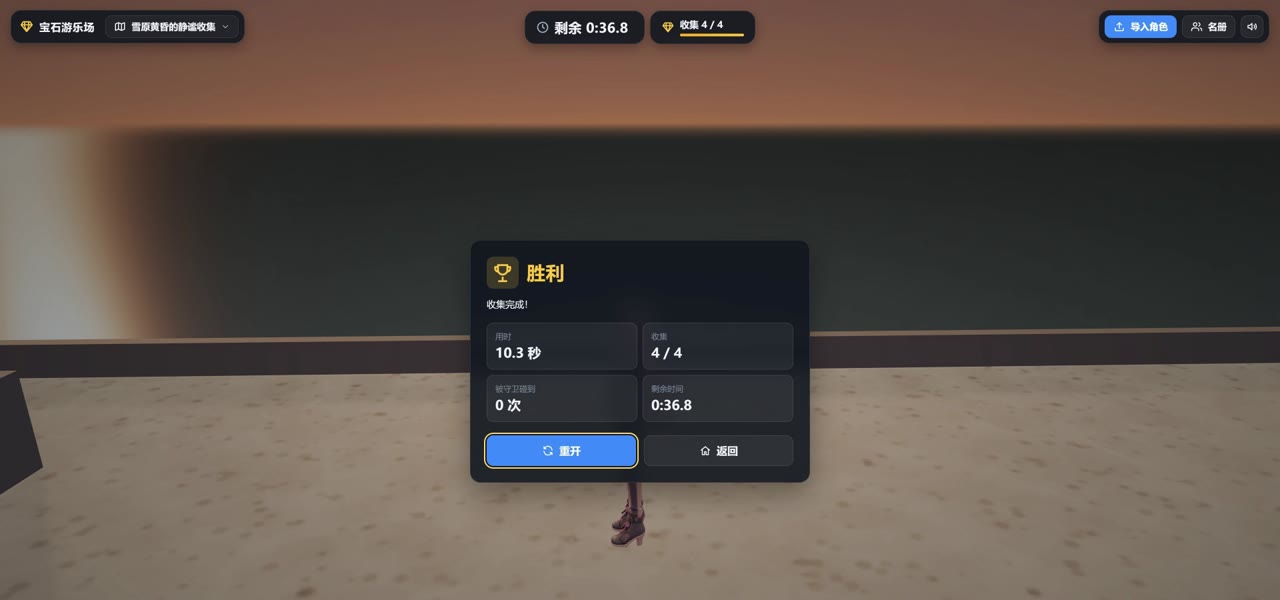 宝石游乐场
雪原黄昏的静谧收集
剩余 0:36.8
收集 4 / 4
导入角色
名册
胜利
收集完成!
用时
10.3 秒
收集
4 / 4
被守卫碰到
0 次
剩余时间
0:36.8
重开
返回